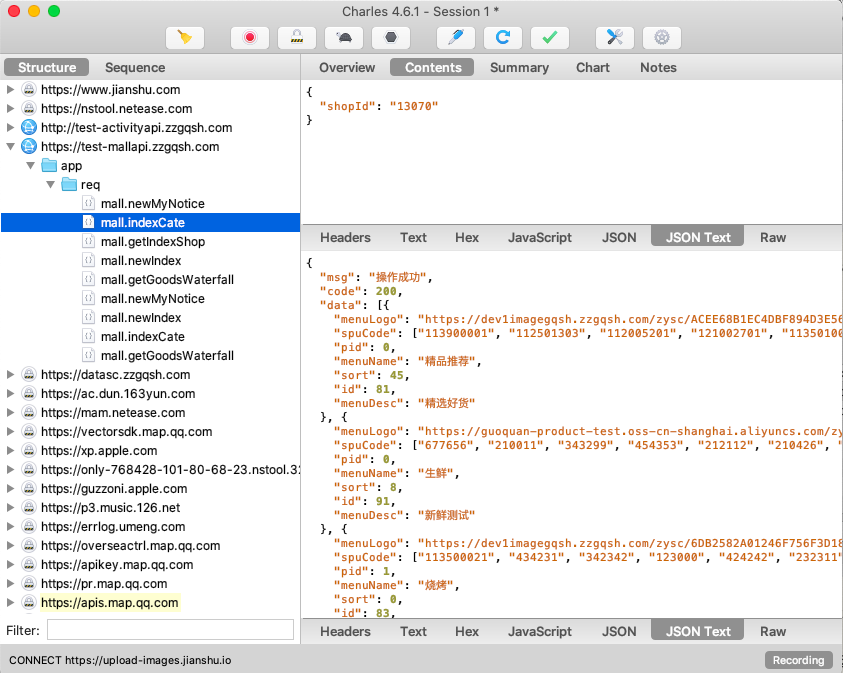 Charles 4.6.1 - Session 1 *
Structure Sequence
Overview Contents Summary Chart Notes
https://www.jianshu.com
https://nstool.netease.com
http://test-activityapi.zzgqsh.com
https://test-mallapi.zzgqsh.com
app
req
mall.newMyNotice
mall.indexCate
mall.getIndexShop
mall.newIndex
mall.getGoodsWaterfall
mall.newMyNotice
mall.newIndex
mall.indexCate
mall.getGoodsWaterfall
https://datasc.zzgqsh.com
https://ac.dun.163yun.com
https://mam.netease.com
https://vectorsdk.map.qq.com
https://xp.apple.com
https://only-768428-101-80-68-23.nstool.32
https://guzzoni.apple.com
https://p3.music.126.net
https://errlog.umeng.com
https://overseactrl.map.qq.com
https://apikey.map.qq.com
https://pr.map.qq.com
https://apis.map.qq.com
Filter:
{
"shopId": "13070"
}
Headers Text Hex JavaScript JSON JSON Text Raw
{
"msg": "操作成功",
"code": 200,
"data": [{
"menuLogo": "https://dev1imagegqsh.zzgqsh.com/zysc/ACEE68B1EC4DBF894D3E56
"spuCode": ["113900001", "112501303", "112005201", "121002701", "11350100
"pid": 0,
"menuName": "精品推荐",
"sort": 45,
"id": 81,
"menuDesc": "精选好货"
}, {
"menuLogo": "https://guoquan-product-test.oss-cn-shanghai.aliyuncs.com/zy
"spuCode": ["677656", "210011", "343299", "454353", "212112", "210426", "
"pid": 0,
"menuName": "生鲜",
"sort": 8,
"id": 91,
"menuDesc": "新鲜测试"
}, {
"menuLogo": "https://dev1imagegqsh.zzgqsh.com/zysc/6DB2582A01246F756F3D18
"spuCode": ["113500021", "434231", "342342", "123000", "424242", "232311"
"pid": 1,
"menuName": "烧烤",
"sort": 0,
"id": 83,
Headers Text Hex JavaScript JSON JSON Text Raw
CONNECT https://upload-images.jianshu.io
Recording